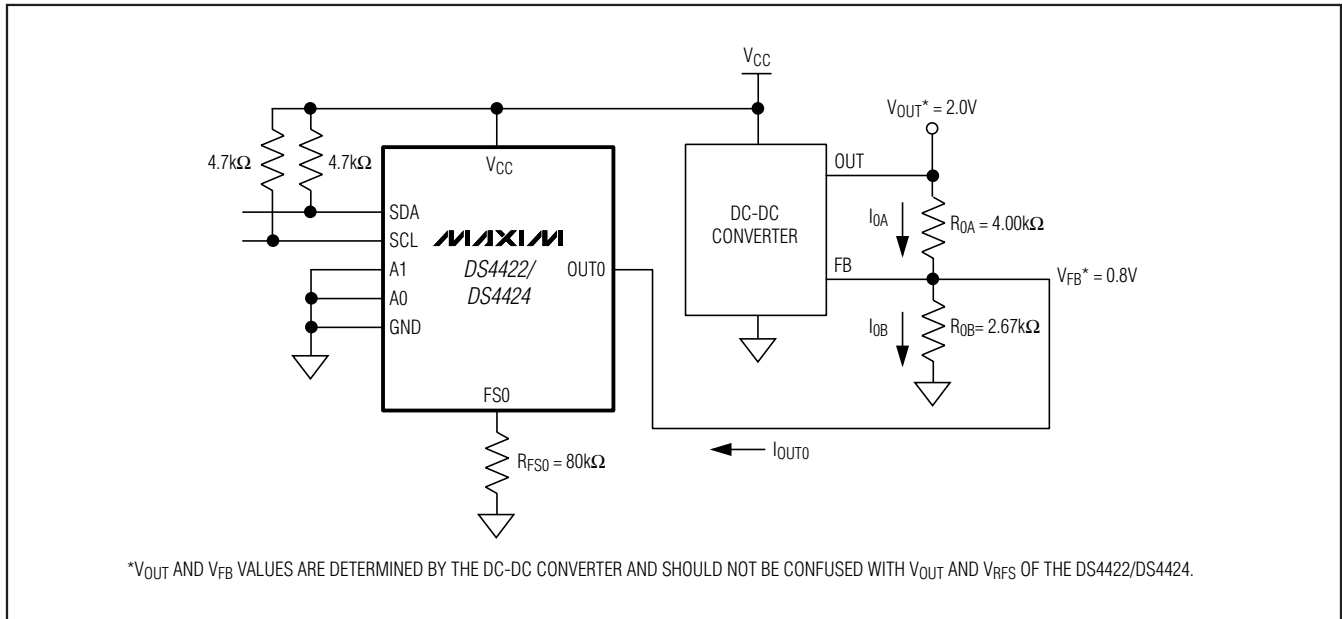 VCC
VOUT* = 2.0V
4.7kΩ
4.7kΩ
VCC
SDA
SCL
A1
A0
GND
MAXIM
DS4422/
DS4424
OUT0
FS0
RFS0 = 80kΩ
DC-DC
CONVERTER
OUT
FB
I0A
R0A = 4.00kΩ
VFB* = 0.8V
I0B
R0B= 2.67kΩ
IOUT0
*VOUT AND VFB VALUES ARE DETERMINED BY THE DC-DC CONVERTER AND SHOULD NOT BE CONFUSED WITH VOUT AND VRFS OF THE DS4422/DS4424.